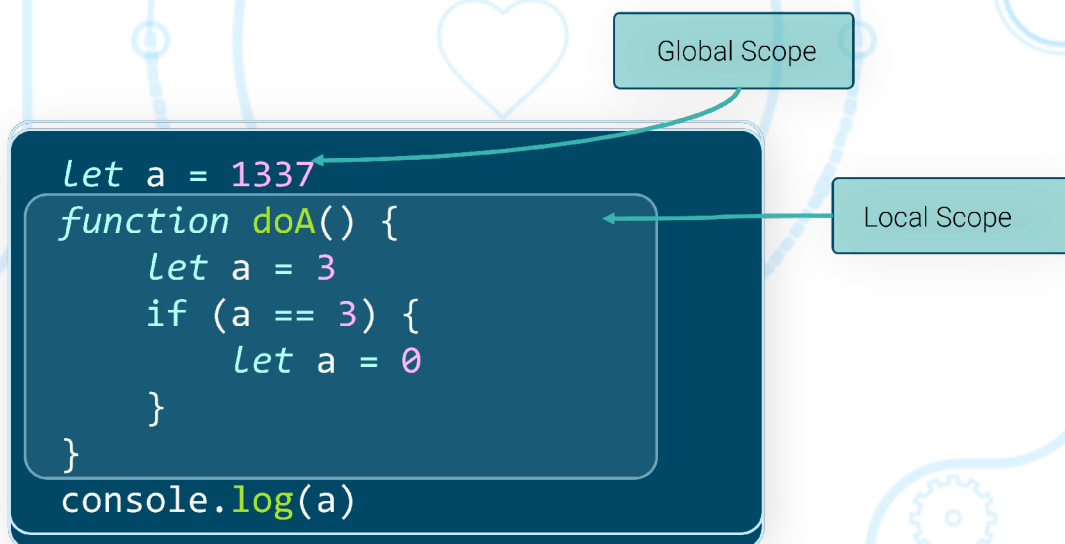 Global Scope
let a = 1337
Local Scope
function doA() {
    let a = 3
    if (a == 3) {
        let a = 0
    }
}
console.log(a)